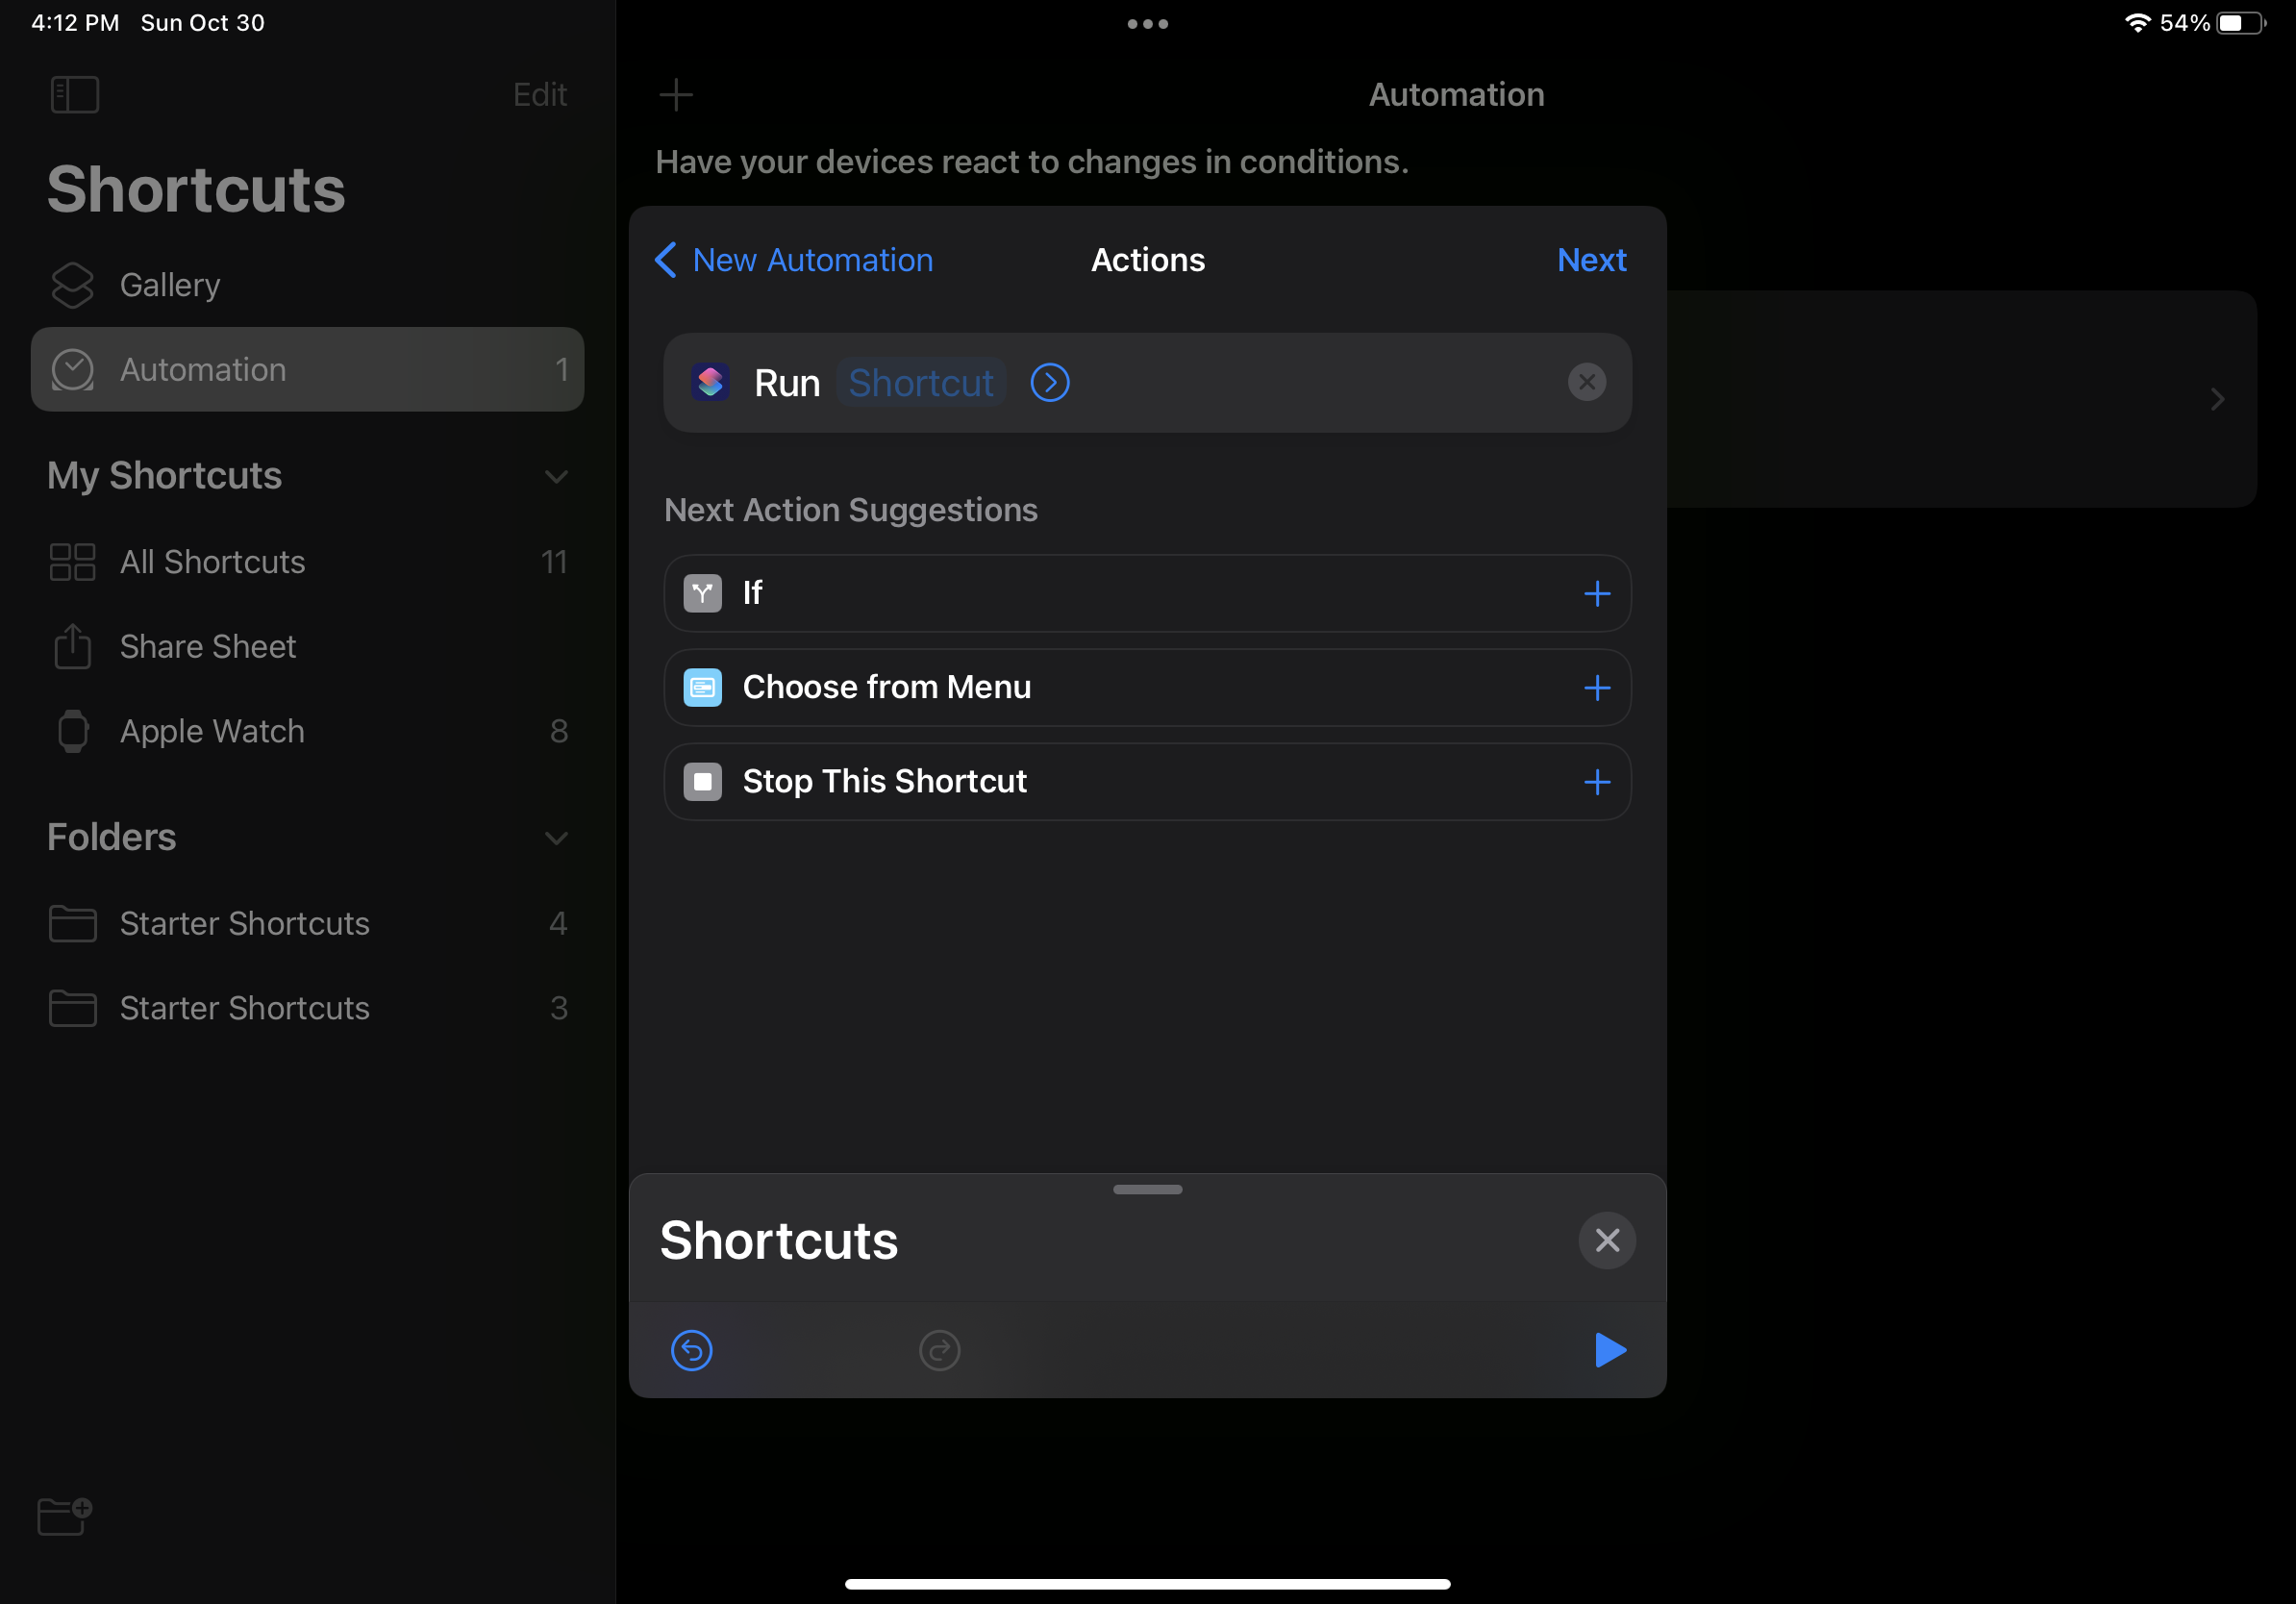 4:12 PM Sun Oct 30
54%
Edit
Shortcuts
Gallery
Automation 1
My Shortcuts
All Shortcuts 11
Share Sheet
Apple Watch 8
Folders
Starter Shortcuts 4
Starter Shortcuts 3
Automation
Have your devices react to changes in conditions.
New Automation Actions Next
Run Shortcut
Next Action Suggestions
If
Choose from Menu
Stop This Shortcut
Shortcuts